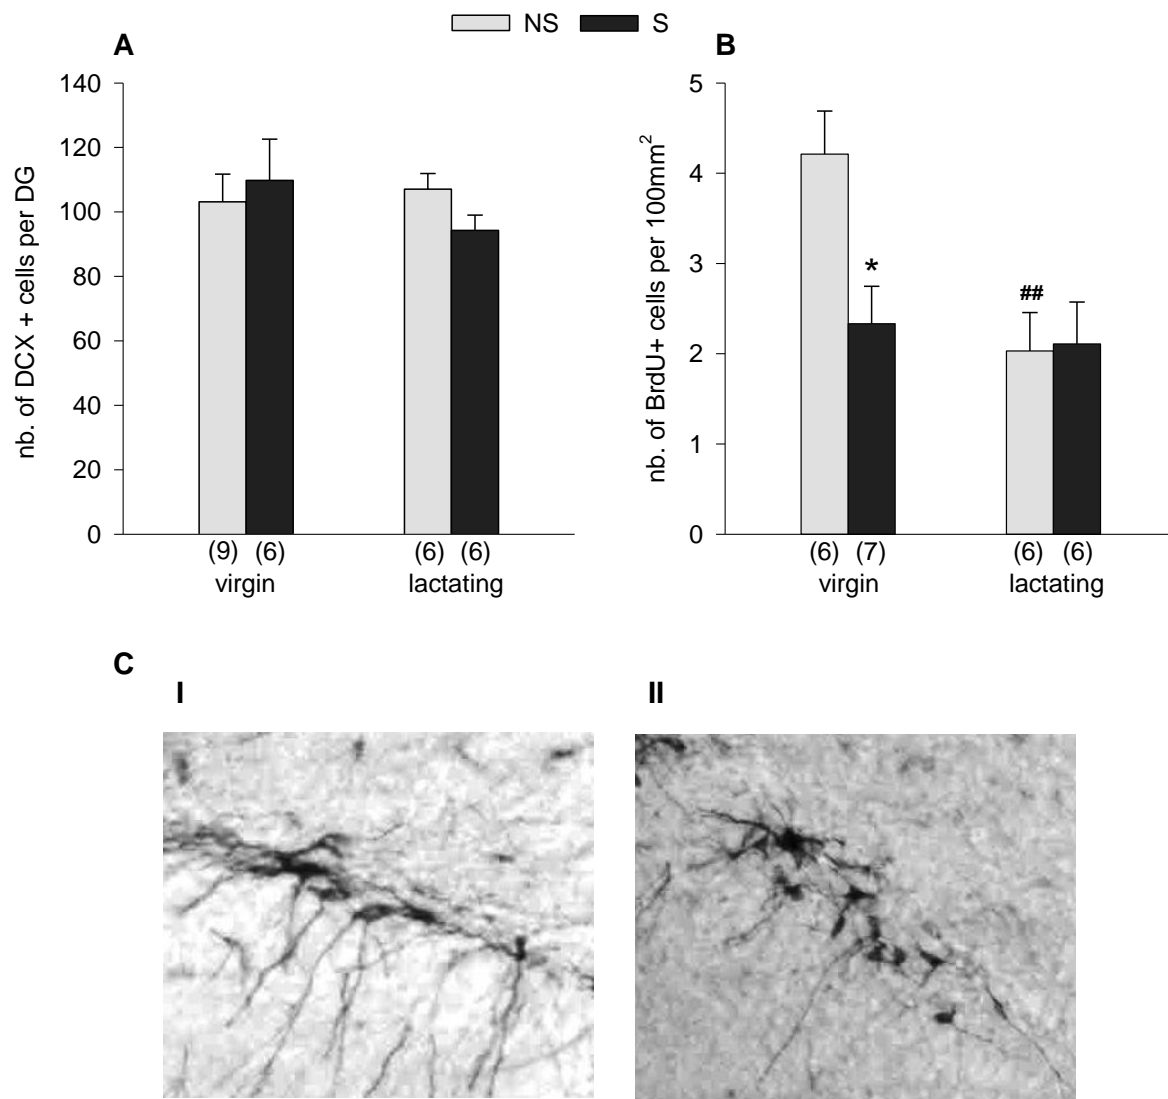 NS S
A
140
120
100
80
60
40
20
0
nb. of DCX + cells per DG
(9) (6) (6) (6)
virgin lactating
B
5
4
3
2
1
0
nb. of BrdU+ cells per 100mm²
*
##
(6) (7) (6) (6)
virgin lactating
C
I II